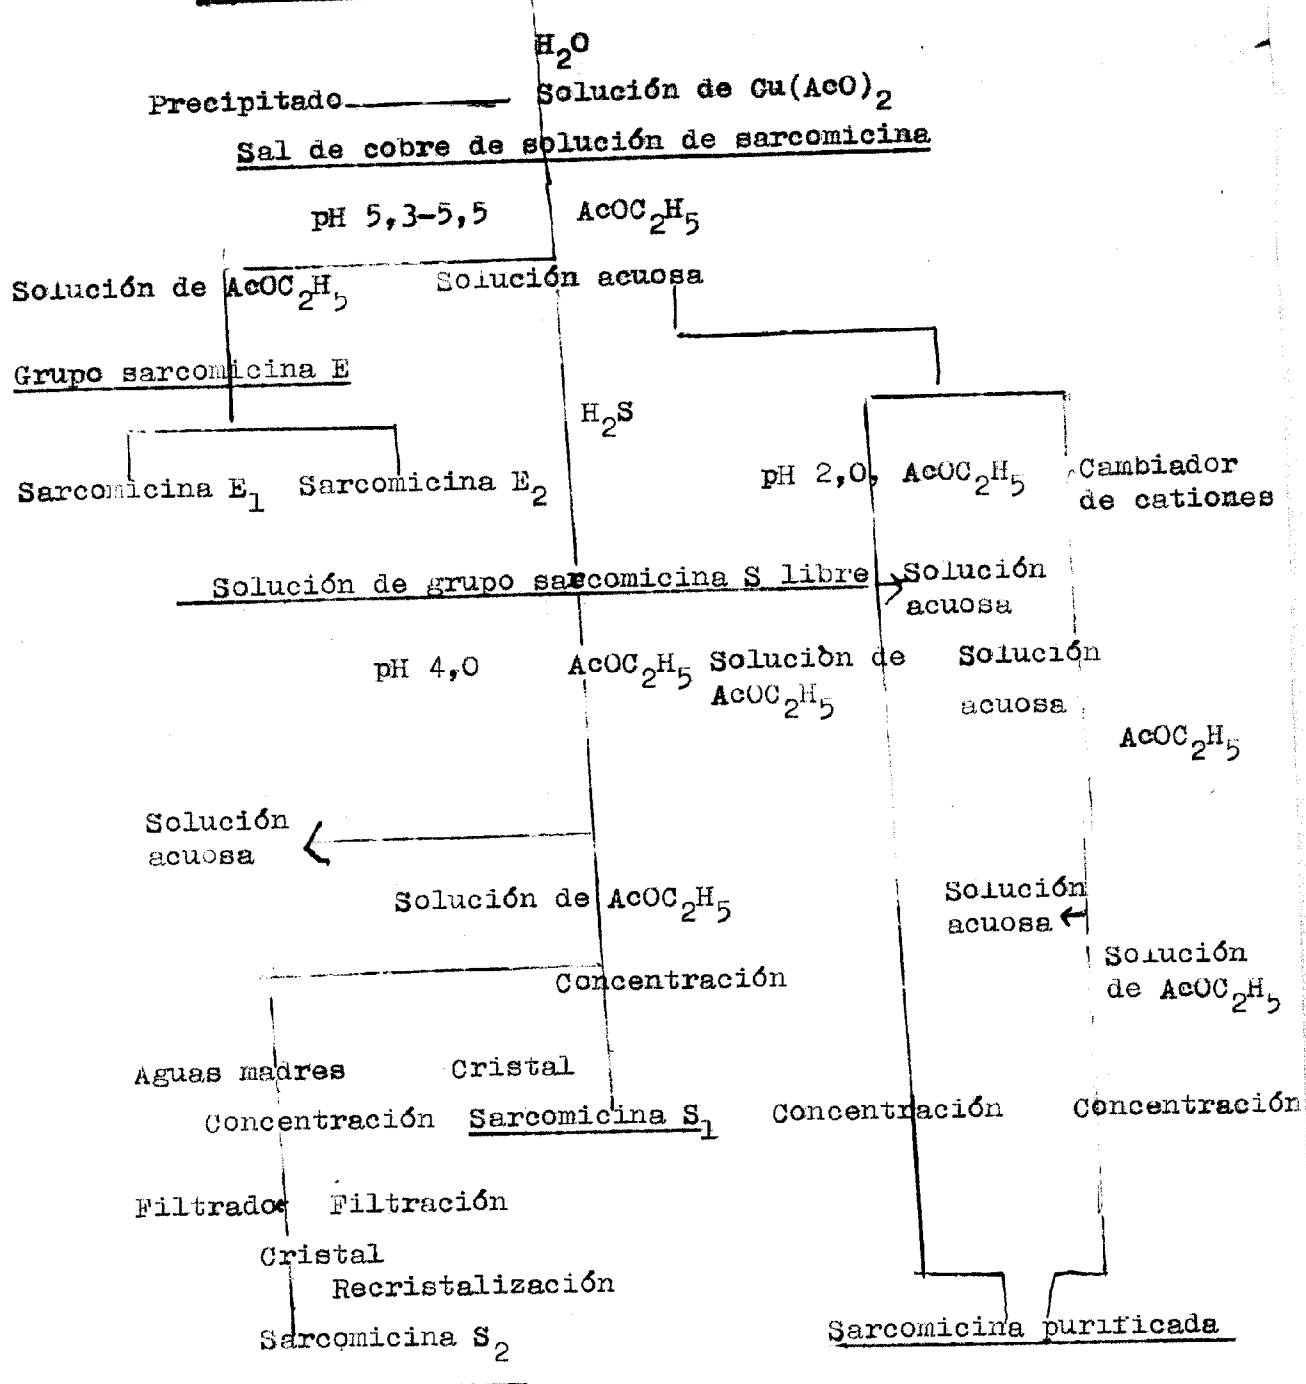 H₂O
Precipitado Solución de Cu(AcO)₂
Sal de cobre de solución de sarcomicina
pH 5,3-5,5 AcOC₂H₅
Solución de AcOC₂H₅ Solución acuosa
Grupo sarcomicina E
H₂S
Sarcomicina E₁ Sarcomicina E₂
pH 2,0, AcOC₂H₅ Cambiador
de cationes
Solución de grupo sarcomicina S libre Solución
acuosa
pH 4,0 AcOC₂H₅ Solución de Solución
AcOC₂H₅ acuosa
AcOC₂H₅
Solución
acuosa
Solución de AcOC₂H₅ Solución
acuosa
Concentración Solución
de AcOC₂H₅
Aguas madres Cristal
Concentración Sarcomicina S₁ Concentración Concentración
Filtrado Filtración
Cristal
Recristalización
Sarcomicina S₂ Sarcomicina purificada